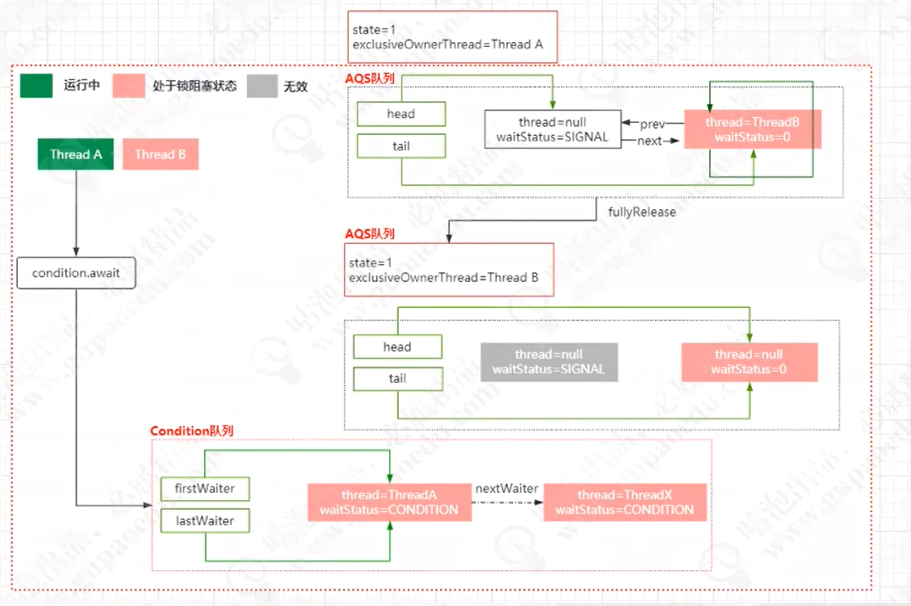 state=1
exclusiveOwnerThread=Thread A
运行中
处于锁阻塞状态
无效
AQS队列
head
tail
thread=null
waitStatus=SIGNAL
prev
next
thread=ThreadB
waitStatus=0
Thread A
Thread B
fullyRelease
AQS队列
state=1
exclusiveOwnerThread=Thread B
condition.await
head
tail
thread=null
waitStatus=SIGNAL
thread=null
waitStatus=0
Condition队列
firstWaiter
lastWaiter
thread=ThreadA
waitStatus=CONDITION
nextWaiter
thread=ThreadX
waitStatus=CONDITION